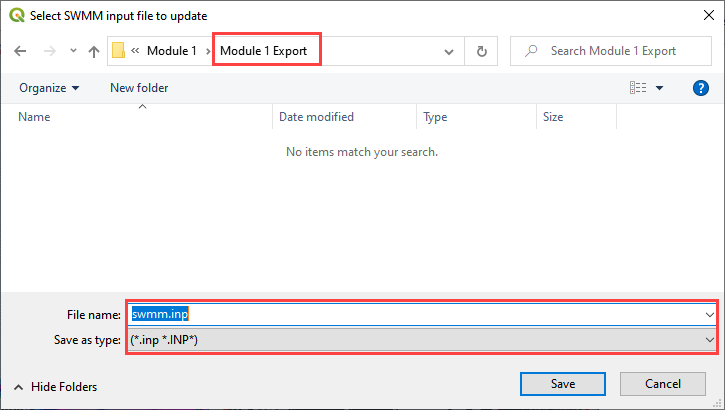 Select SWMM input file to update
« Module 1 > Module 1 Export
Search Module 1 Export
Organize New folder
?
Name Date modified Type Size
No items match your search.
File name: swmm.inp
Save as type: (*.inp *.INP*)
Hide Folders Save Cancel